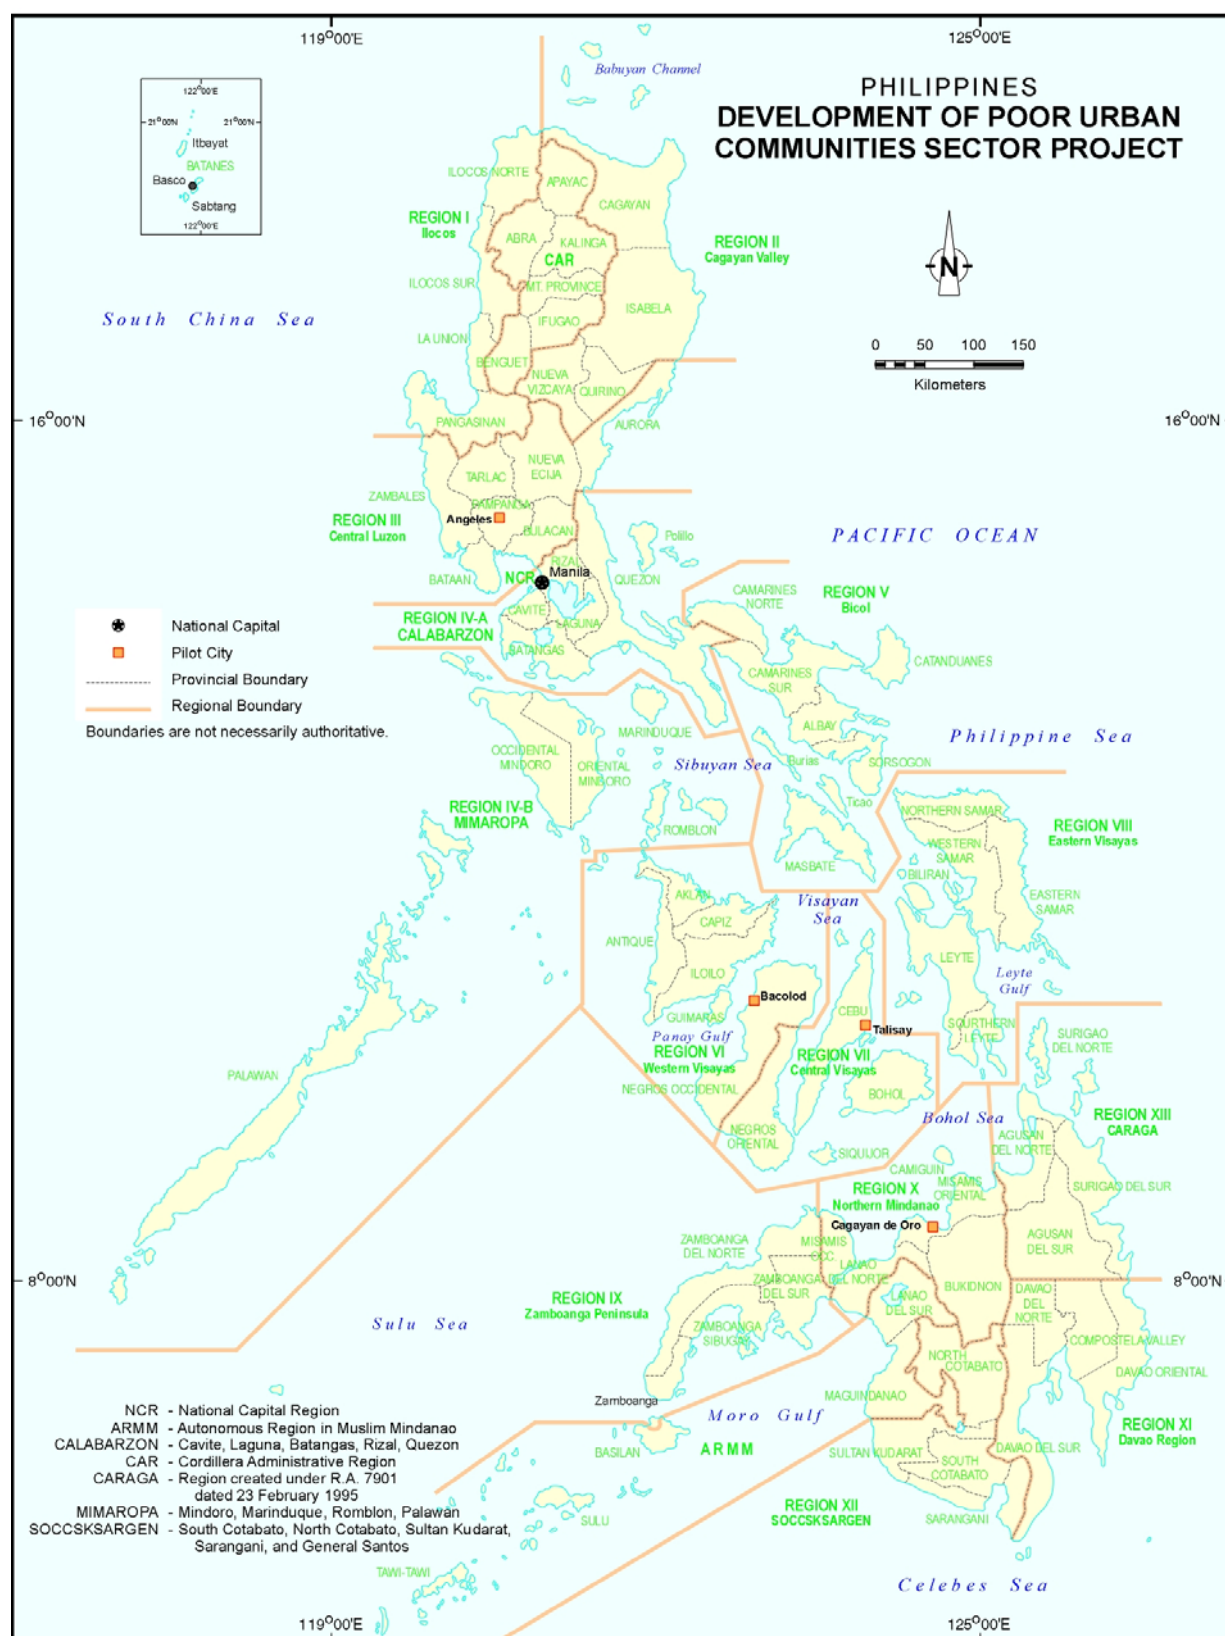 119°00'E
125°00'E
Babuyan Channel
PHILIPPINES
DEVELOPMENT OF POOR URBAN
COMMUNITIES SECTOR PROJECT
122°00'E
21°00'N
21°00'N
Itbayat
BATANES
Basco
Sabtang
122°00'E
ILOCOS NORTE
APAYAC
CAGAYAN
REGION I
Ilocos
ABRA
KALINGA
CAR
REGION II
Cagayan Valley
N
ILOCOS SUR
MT. PROVINCE
ISABELA
South China Sea
IFUGAO
LA UNION
BENGUET
0 50 100 150
Kilometers
NUEVA
VIZCAYA
QUIRINO
16°00'N
PANGASINAN
AURORA
16°00'N
NUEVA
ECIJA
TARLAC
ZAMBALES
PAMPANGA
Angeles
REGION III
Central Luzon
BULACAN
Polillo
PACIFIC OCEAN
RIZAL
BATAAN
NCR
Manila
QUEZON
CAMARINES
NORTE
REGION V
Bicol
CAVITE
REGION IV-A
CALABARZON
LAGUNA
BATANGAS
National Capital
Pilot City
Provincial Boundary
Regional Boundary
Boundaries are not necessarily authoritative.
CATANDUANES
CAMARINES
SUR
ALBAY
MARINDUQUE
Philippine Sea
OCCIDENTAL
MINDORO
ORIENTAL
MINDORO
Sibuyan Sea
Burias
SORSOGON
Ticao
REGION IV-B
MIMAROPA
ROMBLON
NORTHERN SAMAR
REGION VIII
Eastern Visayas
WESTERN
SAMAR
MASBATE
BILIRAN
AKLAN
Visayan
Sea
EASTERN
SAMAR
CAPIZ
ANTIQUE
LEYTE
ILOILO
Leyte
Gulf
Bacolod
GUIMARAS
CEBU
Talisay
SOURTHERN
LEYTE
Panay Gulf
REGION VI
Western Visayas
REGION VII
Central Visayas
SURIGAO
DEL NORTE
PALAWAN
NEGROS OCCIDENTAL
BOHOL
Bohol Sea
REGION XIII
CARAGA
NEGROS
ORIENTAL
AGUSAN
DEL NORTE
SIQUIJOR
CAMIGUIN
REGION X
Northern Mindanao
MISAMIS
ORIENTAL
SURIGAO DEL SUR
Cagayan de Oro
ZAMBOANGA
DEL NORTE
MISAMIS
OCC
AGUSAN
DEL SUR
LANAO
DEL NORTE
8°00'N
ZAMBOANGA
DEL SUR
BUKIDNON
8°00'N
REGION IX
Zamboanga Peninsula
LANAO
DEL SUR
DAVAO
DEL
NORTE
Sulu Sea
ZAMBOANGA
SIBUGAY
COMPOSTELA VALLEY
NORTH
COTABATO
DAVAO ORIENTAL
Zamboanga
MAGUINDANAO
Moro Gulf
REGION XI
Davao Region
BASILAN
ARMM
SULTAN KUDARAT
DAVAO DEL SUR
SOUTH
COTABATO
NCR - National Capital Region
ARMM - Autonomous Region in Muslim Mindanao
CALABARZON - Cavite, Laguna, Batangas, Rizal, Quezon
CAR - Cordillera Administrative Region
CARAGA - Region created under R.A. 7901
dated 23 February 1995
MIMAROPA - Mindoro, Marinduque, Romblon, Palawan
SOCCSKSARGEN - South Cotabato, North Cotabato, Sultan Kudarat,
Sarangani, and General Santos
SULU
REGION XII
SOCCSKSARGEN
SARANGANI
TAWI-TAWI
Celebes Sea
119°00'E
125°00'E